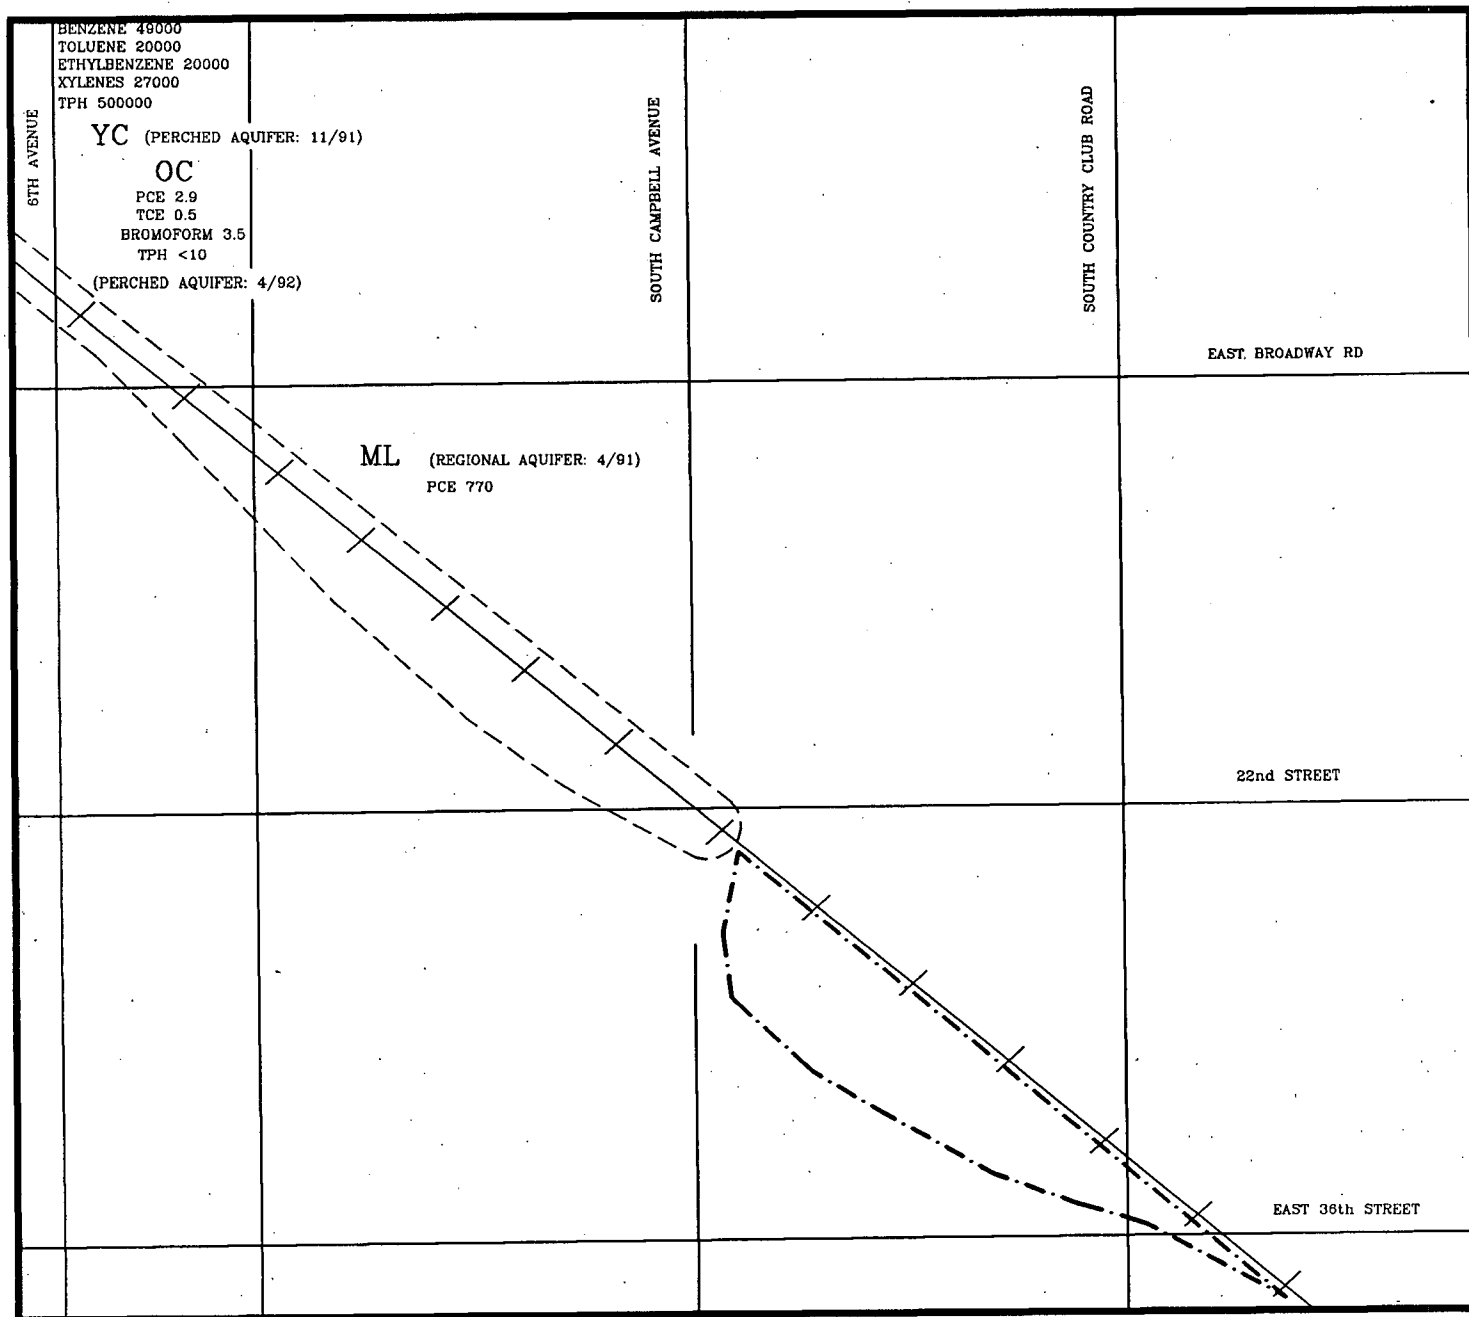 BENZENE 49000
TOLUENE 20000
ETHYLBENZENE 20000
XYLENES 27000
TPH 500000
YC (PERCHED AQUIFER: 11/91)
OC
PCE 2.9
TCE 0.5
BROMOFORM 3.5
TPH <10
(PERCHED AQUIFER: 4/92)
6TH AVENUE
SOUTH CAMPBELL AVENUE
SOUTH COUNTRY CLUB ROAD
EAST. BROADWAY RD
ML (REGIONAL AQUIFER: 4/91)
PCE 770
22nd STREET
EAST 36th STREET